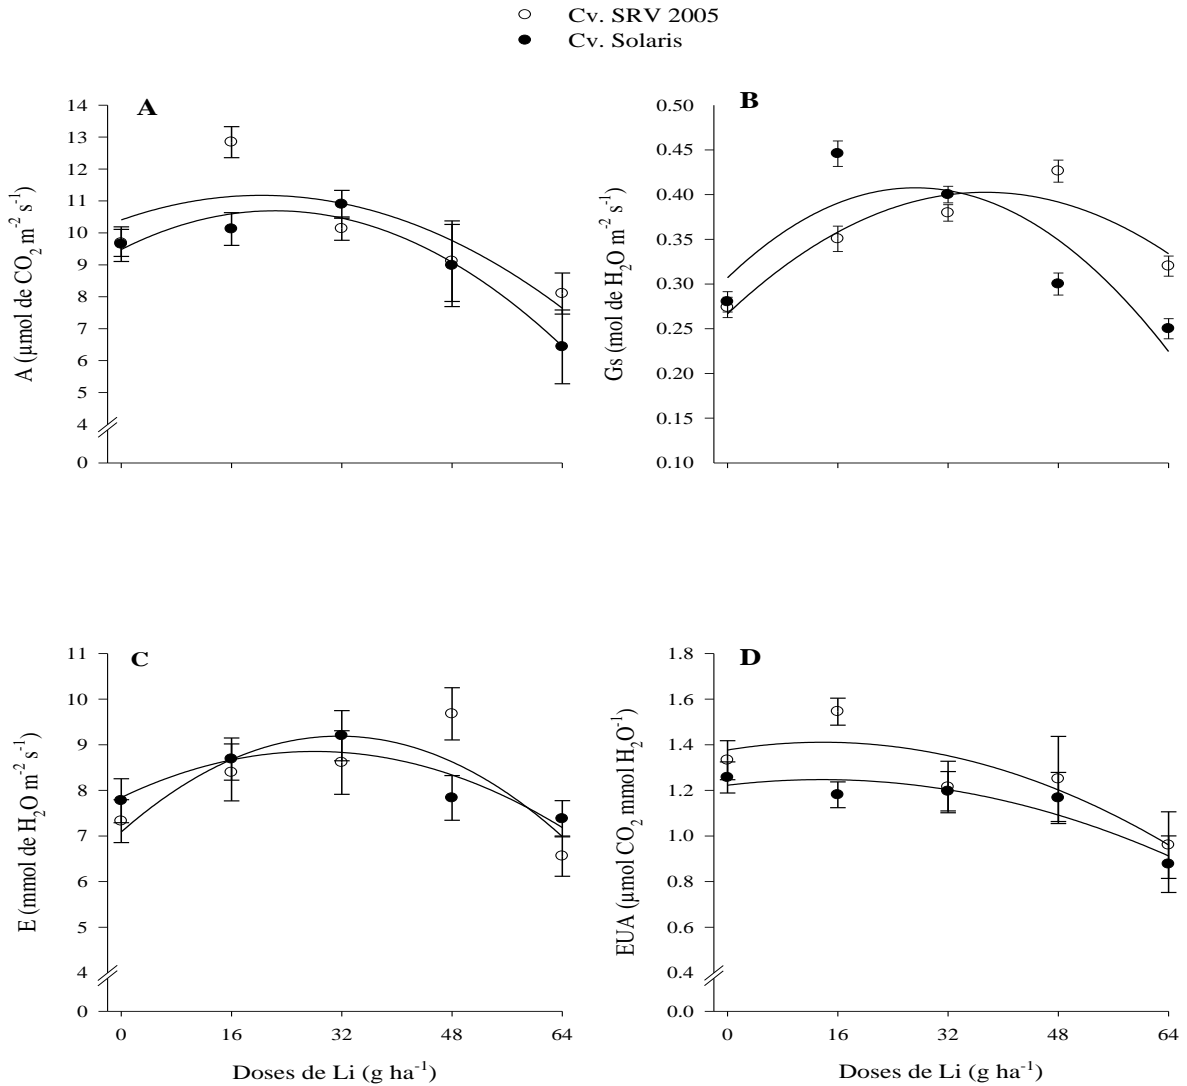 Cv. SRV 2005
Cv. Solaris
A
A (µmol de CO₂ m⁻² s⁻¹)
14
13
12
11
10
9
8
7
6
5
4
0
B
Gs (mol de H₂O m⁻² s⁻¹)
0.50
0.45
0.40
0.35
0.30
0.25
0.20
0.15
0.10
C
E (mmol de H₂O m⁻² s⁻¹)
11
10
9
8
7
6
5
4
0
0 16 32 48 64
Doses de Li (g ha⁻¹)
D
EUA (µmol CO₂ mmol H₂O⁻¹)
1.8
1.6
1.4
1.2
1.0
0.8
0.6
0.4
0.0
0 16 32 48 64
Doses de Li (g ha⁻¹)